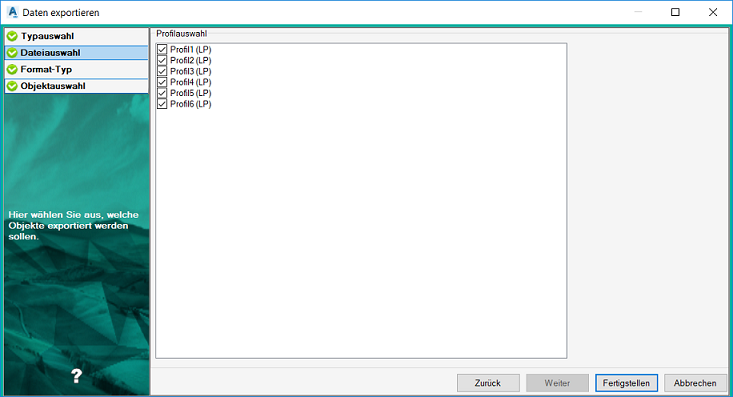 Daten exportieren
Typauswahl
Dateiauswahl
Format-Typ
Objektauswahl
Hier wählen Sie aus, welche
Objekte exportiert werden
sollen.
?
Profilauswahl
Profil1 (LP)
Profil2 (LP)
Profil3 (LP)
Profil4 (LP)
Profil5 (LP)
Profil6 (LP)
Zurück
Weiter
Fertigstellen
Abbrechen